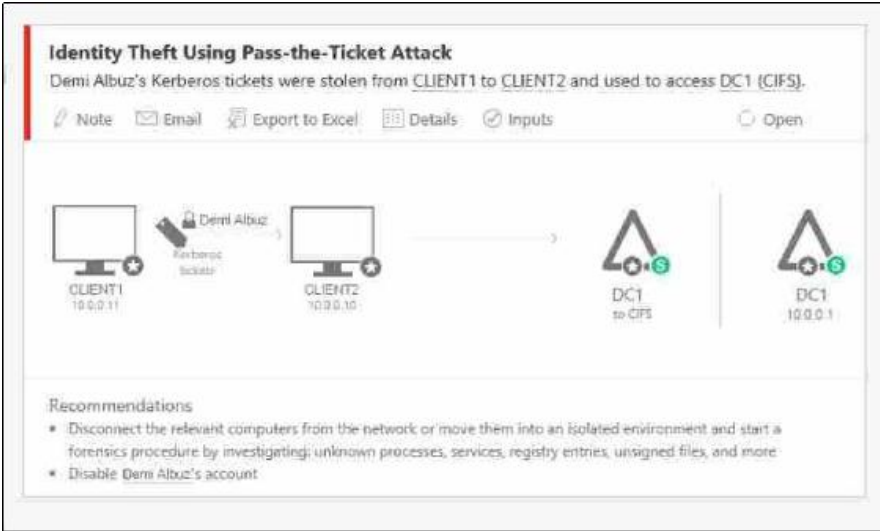 Identity Theft Using Pass-the-Ticket Attack
Demi Albuz's Kerberos tickets were stolen from CLIENT1 to CLIENT2 and used to access DC1 (CIFS).
Note Email Export to Excel Details Inputs Open
Demi Albuz
Kerberos
tickets
CLIENT1
10.0.0.11
CLIENT2
10.0.0.10
DC1
to CIFS
DC1
10.0.0.1
Recommendations
• Disconnect the relevant computers from the network or move them into an isolated environment and start a
forensics procedure by investigating: unknown processes, services, registry entries, unsigned files, and more
• Disable Demi Albuz's account